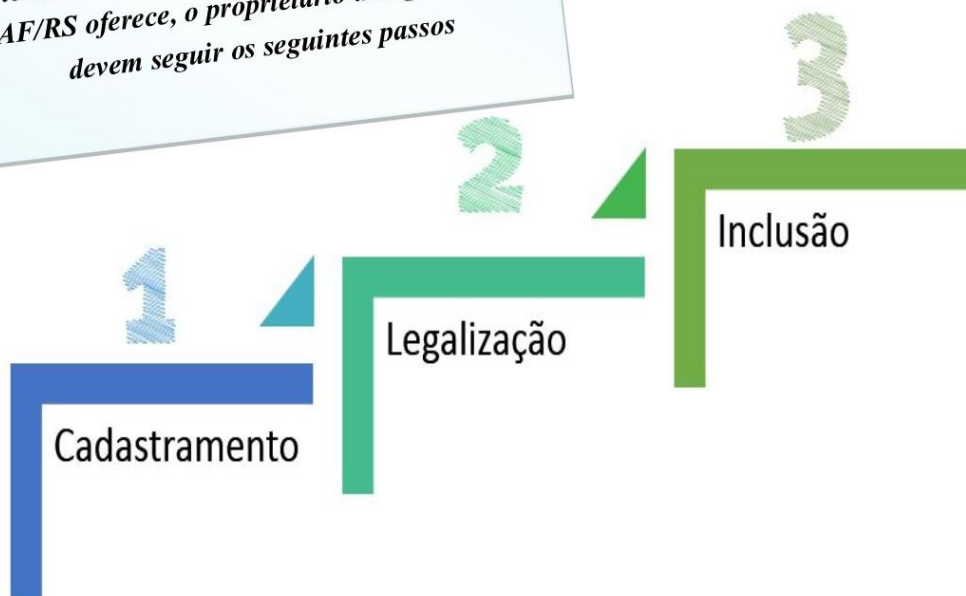 AF/RS oferece, o proprietário
devem seguir os seguintes passos
3
2
Inclusão
1
Legalização
Cadastramento